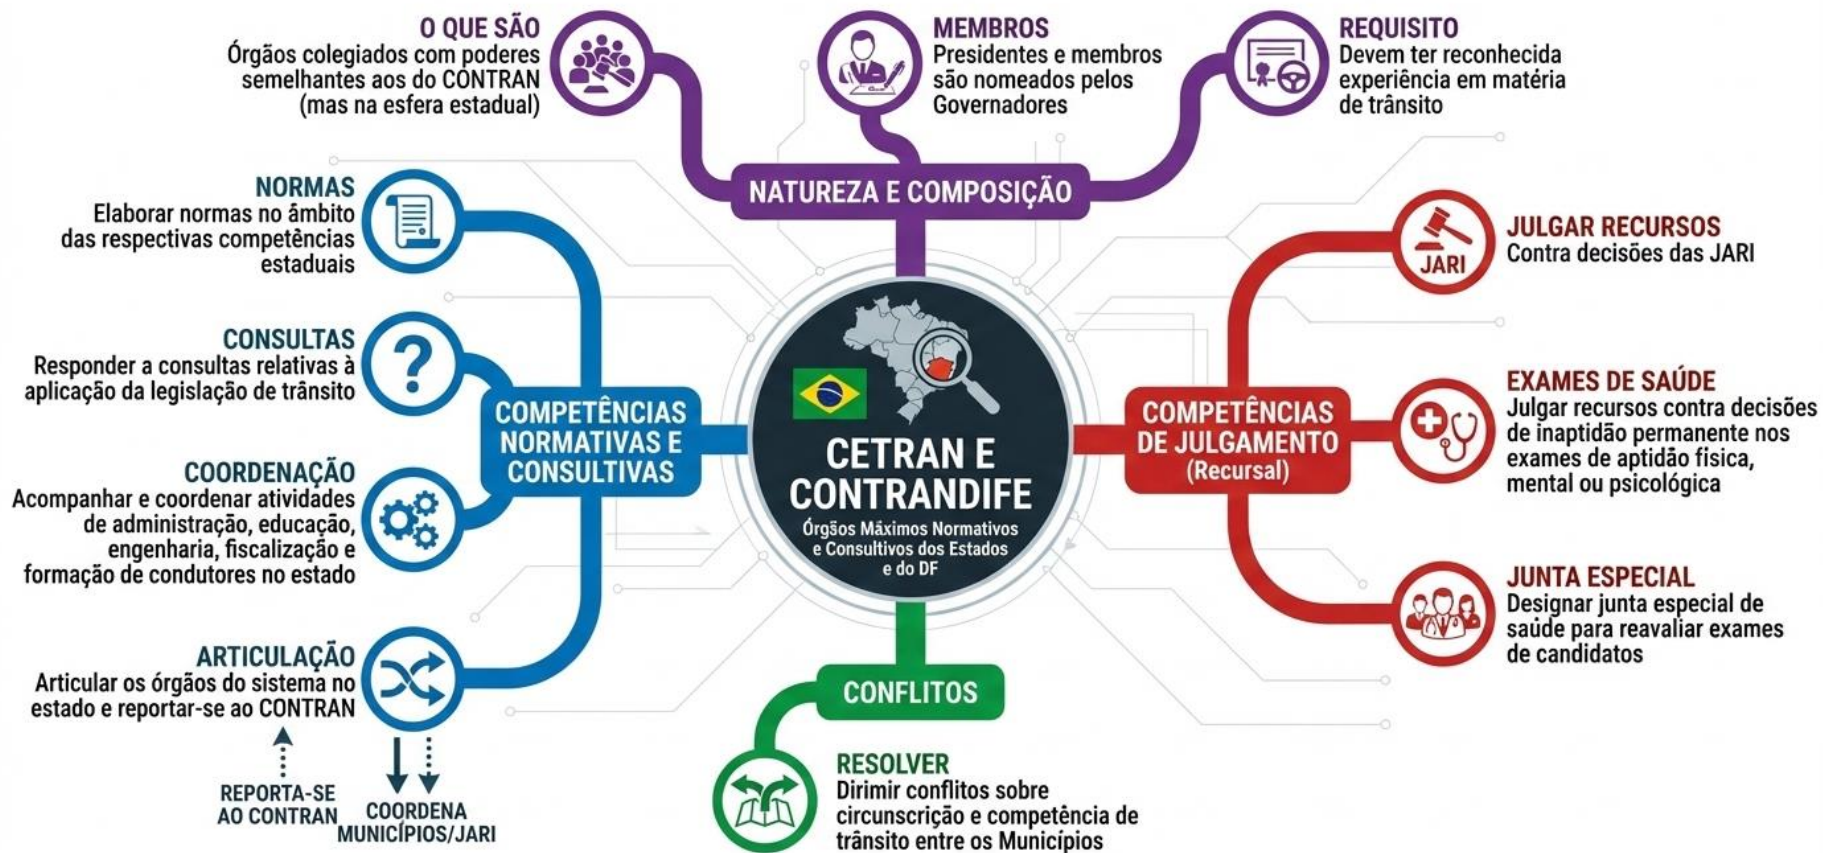 O QUE SÃO
Órgãos colegiados com poderes
semelhantes aos do CONTRAN
(mas na esfera estadual)
MEMBROS
Presidentes e membros
são nomeados pelos
Governadores
REQUISITO
Devem ter reconhecida
experiência em matéria
de trânsito
NATUREZA E COMPOSIÇÃO
NORMAS
Elaborar normas no âmbito
das respectivas competências
estaduais
CONSULTAS
Responder a consultas relativas à
aplicação da legislação de trânsito
COORDENAÇÃO
Acompanhar e coordenar atividades
de administração, educação,
engenharia, fiscalização e
formação de condutores no estado
ARTICULAÇÃO
Articular os órgãos do sistema no
estado e reportar-se ao CONTRAN
REPORTA-SE
AO CONTRAN
COORDENA
MUNICÍPIOS/JARI
COMPETÊNCIAS
NORMATIVAS E
CONSULTIVAS
CETRAN E
CONTRANDIFE
Órgãos Máximos Normativos
e Consultivos dos Estados
e do DF
COMPETÊNCIAS
DE JULGAMENTO
(Recursal)
JARI
JULGAR RECURSOS
Contra decisões das JARI
EXAMES DE SAÚDE
Julgar recursos contra decisões
de inaptidão permanente nos
exames de aptidão física,
mental ou psicológica
JUNTA ESPECIAL
Designar junta especial de
saúde para reavaliar exames
de candidatos
CONFLITOS
RESOLVER
Dirimir conflitos sobre
circunscrição e competência de
trânsito entre os Municípios